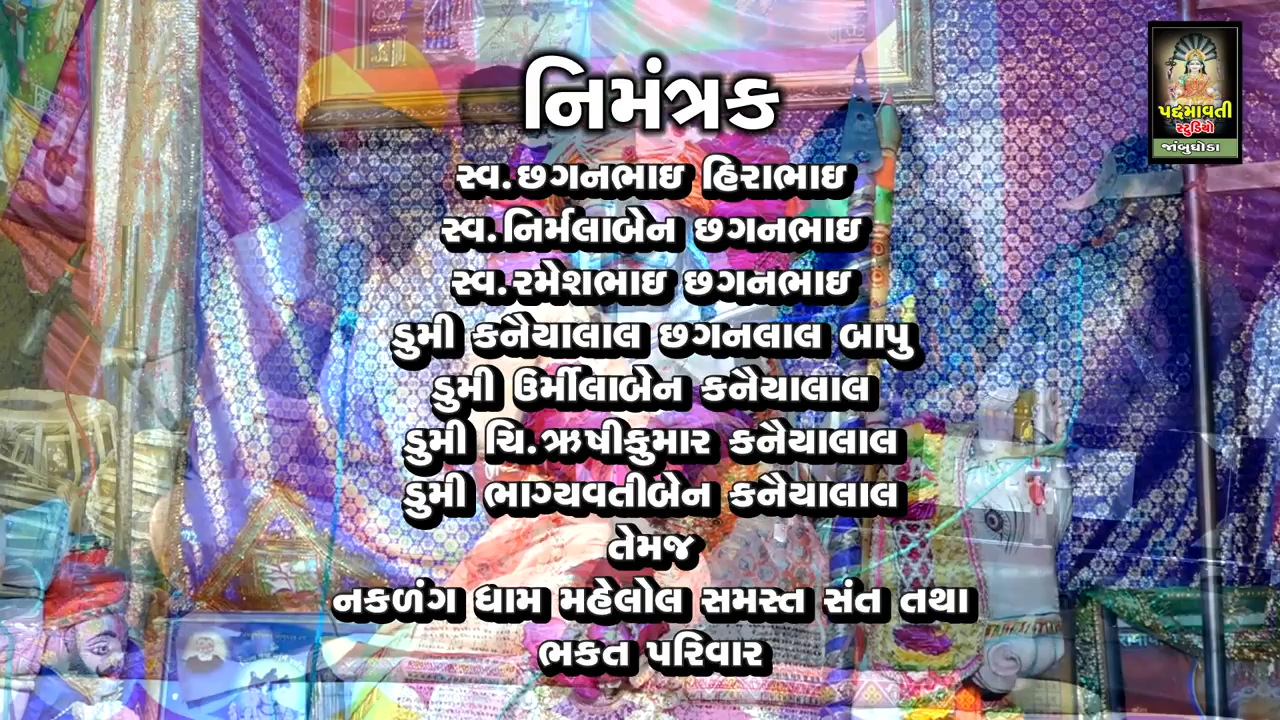 નિમંત્રક
સ્વ.છગનભાઇ હિરાભાઇ
સ્વ.નિર્મલાબેન છગનભાઇ
સ્વ.રમેશભાઇ છગનભાઇ
ડુમી કનૈયાલાલ છગનલાલ બાપુ
ડુમી ઉર્મીલાબેન કનૈયાલાલ
ડુમી ચિ.ઋષીકુમાર કનૈયાલાલ
ડુમી ભાગ્યવતીબેન કનૈયાલાલ
તેમજ
નકળંગ ધામ મહેલોલ સમસ્ત સંત તથા
ભકત પરિવાર
પદ્દમાવતી
સ્ટુડિયો
જાંબુઘોડા